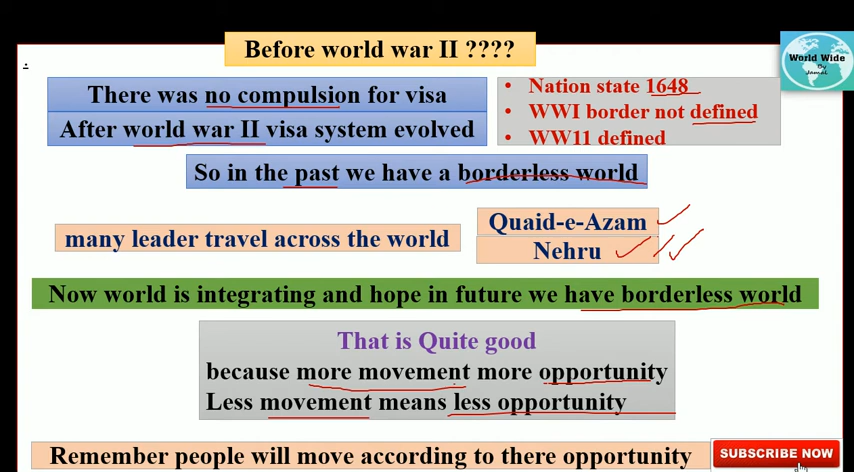 Before world war II ????
World Wide
By
Jamal
.
There was no compulsion for visa
After world war II visa system evolved
• Nation state 1648
• WWI border not defined
• WW11 defined
So in the past we have a borderless world
many leader travel across the world
Quaid-e-Azam
Nehru
Now world is integrating and hope in future we have borderless world
That is Quite good
because more movement more opportunity
Less movement means less opportunity
Remember people will move according to there opportunity
SUBSCRIBE NOW